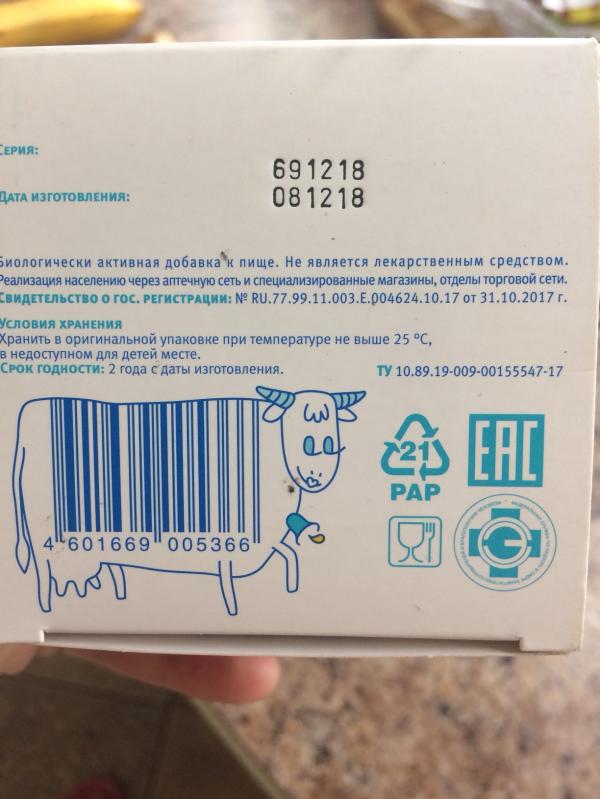 СЕРИЯ: 691218
ДАТА ИЗГОТОВЛЕНИЯ: 081218
Биологически активная добавка к пище. Не является лекарственным средством.
Реализация населению через аптечную сеть и специализированные магазины, отделы торговой сети.
СВИДЕТЕЛЬСТВО О ГОС. РЕГИСТРАЦИИ: № RU.77.99.11.003.Е.004624.10.17 от 31.10.2017 г.
УСЛОВИЯ ХРАНЕНИЯ
Хранить в оригинальной упаковке при температуре не выше 25 °С,
в недоступном для детей месте.
СРОК ГОДНОСТИ: 2 года с даты изготовления. ТУ 10.89.19-009-00155547-17
21
PAP
EAC
4 601669 005366